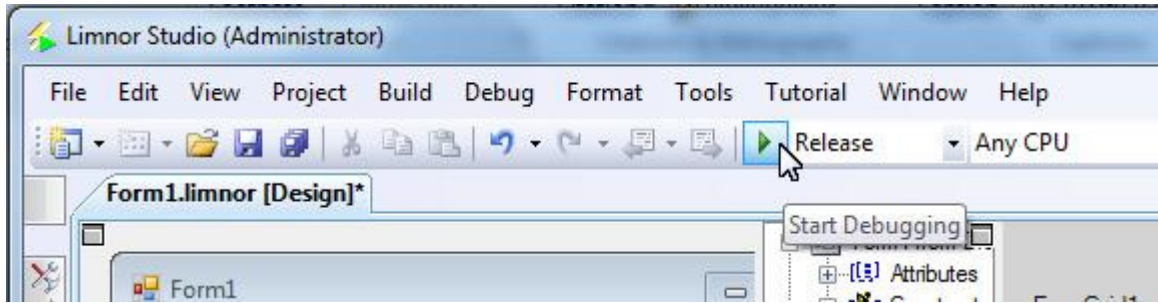 Limnor Studio (Administrator)
File Edit View Project Build Debug Format Tools Tutorial Window Help
Release Any CPU
Form1.limnor [Design]*
Start Debugging
Attributes
Form1